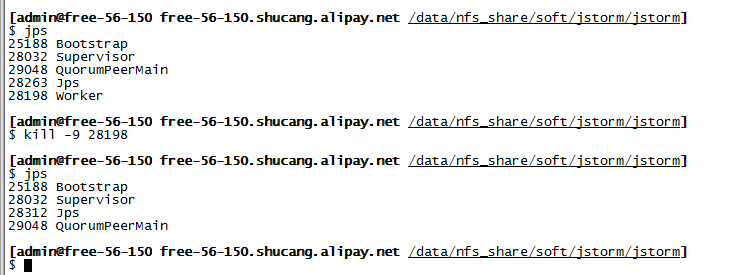 [admin@free-56-150 free-56-150.shucang.alipay.net /data/nfs_share/soft/jstorm/jstorm]
$ jps
25188 Bootstrap
28032 Supervisor
29048 QuorumPeerMain
28263 Jps
28198 Worker
[admin@free-56-150 free-56-150.shucang.alipay.net /data/nfs_share/soft/jstorm/jstorm]
$ kill -9 28198
[admin@free-56-150 free-56-150.shucang.alipay.net /data/nfs_share/soft/jstorm/jstorm]
$ jps
25188 Bootstrap
28032 Supervisor
28312 Jps
29048 QuorumPeerMain
[admin@free-56-150 free-56-150.shucang.alipay.net /data/nfs_share/soft/jstorm/jstorm]
$